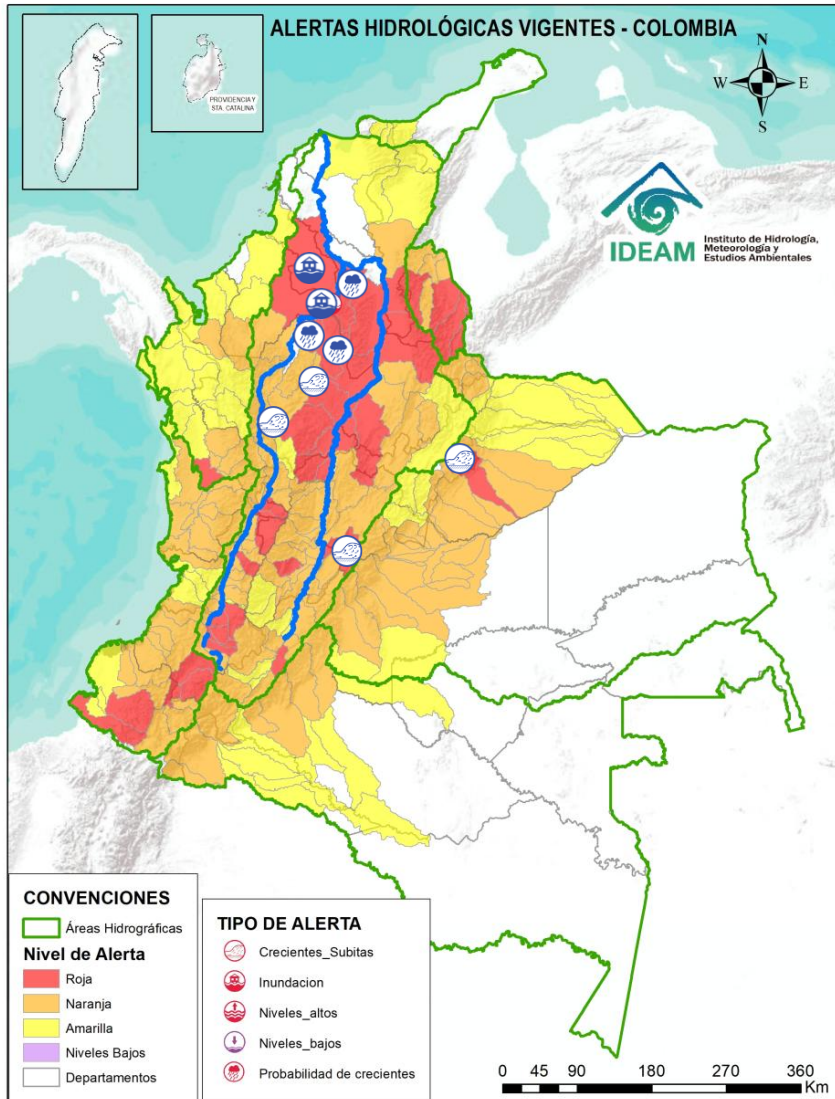 ALERTAS HIDROLÓGICAS VIGENTES - COLOMBIA
PROVIDENCIA Y
STA. CATALINA
N
W
E
S
IDEAM
Instituto de Hidrología,
Meteorología y
Estudios Ambientales
CONVENCIONES
Áreas Hidrográficas
Nivel de Alerta
Roja
Naranja
Amarilla
Niveles Bajos
Departamentos
TIPO DE ALERTA
Crecientes_Subitas
Inundacion
Niveles_altos
Niveles_bajos
Probabilidad de crecientes
0 45 90 180 270 360
Km